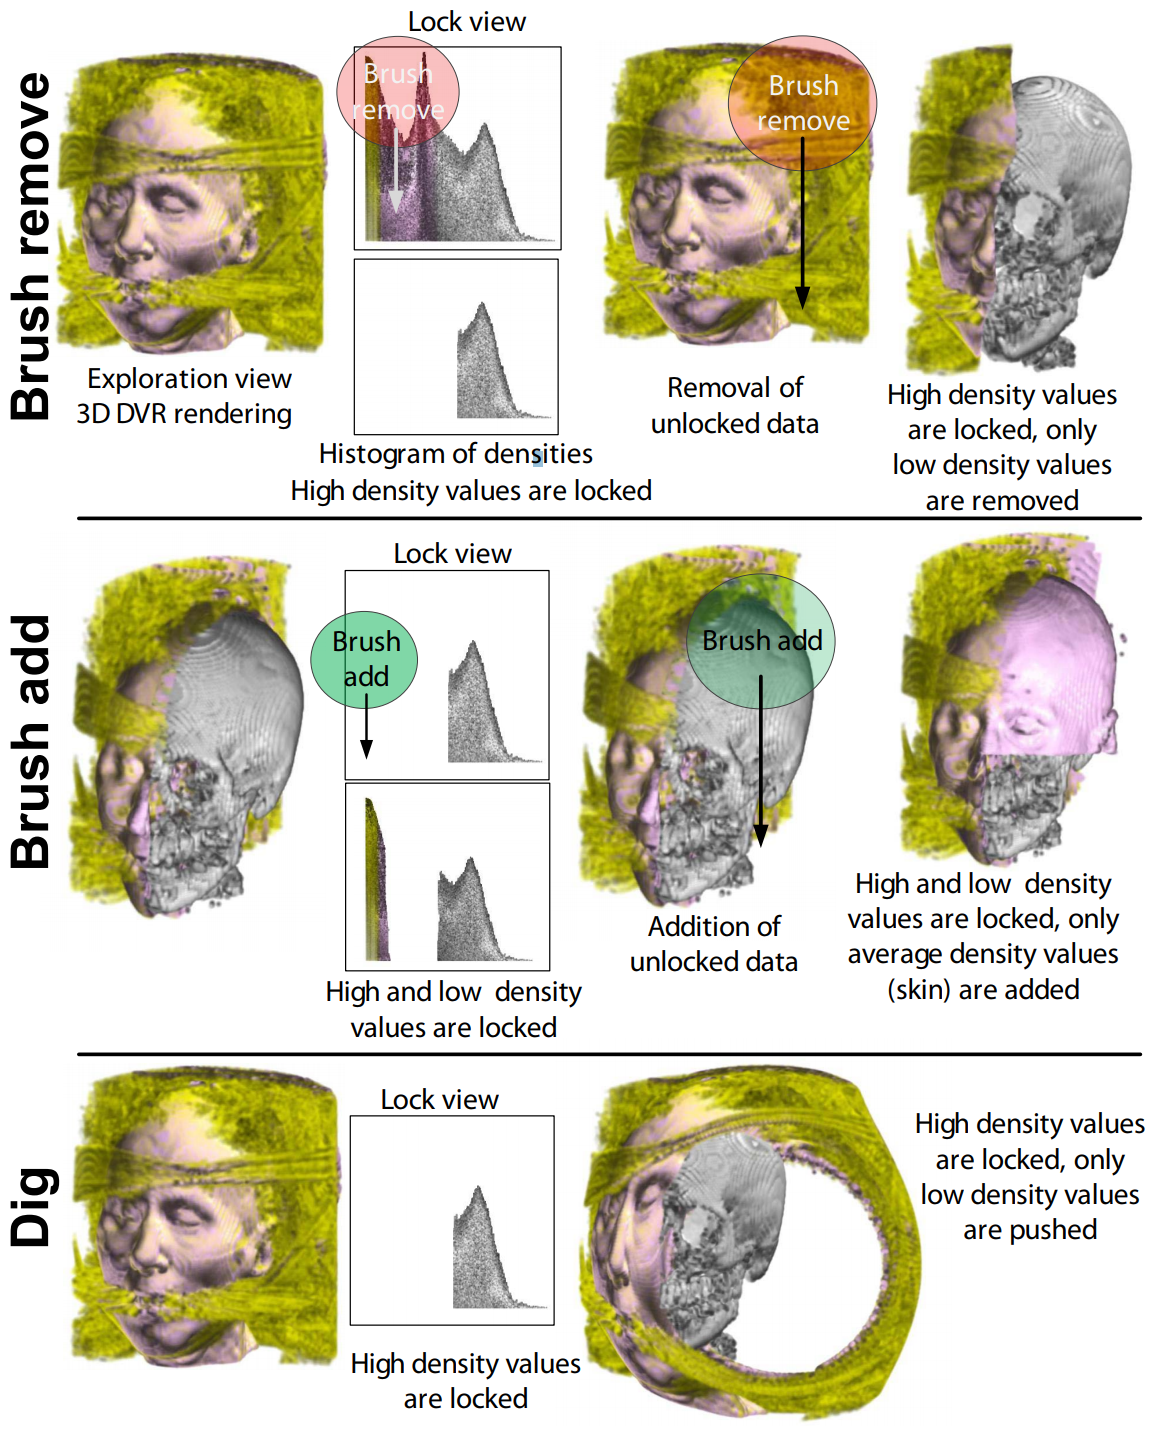 Brush remove
Lock view
Brush
remove
Brush
remove
Exploration view
3D DVR rendering
Histogram of densities
High density values are locked
Removal of
unlocked data
High density values
are locked, only
low density values
are removed
Brush add
Lock view
Brush
add
Brush add
High and low density
values are locked
Addition of
unlocked data
High and low density
values are locked, only
average density values
(skin) are added
Dig
Lock view
High density values
are locked
High density values
are locked, only
low density values
are pushed